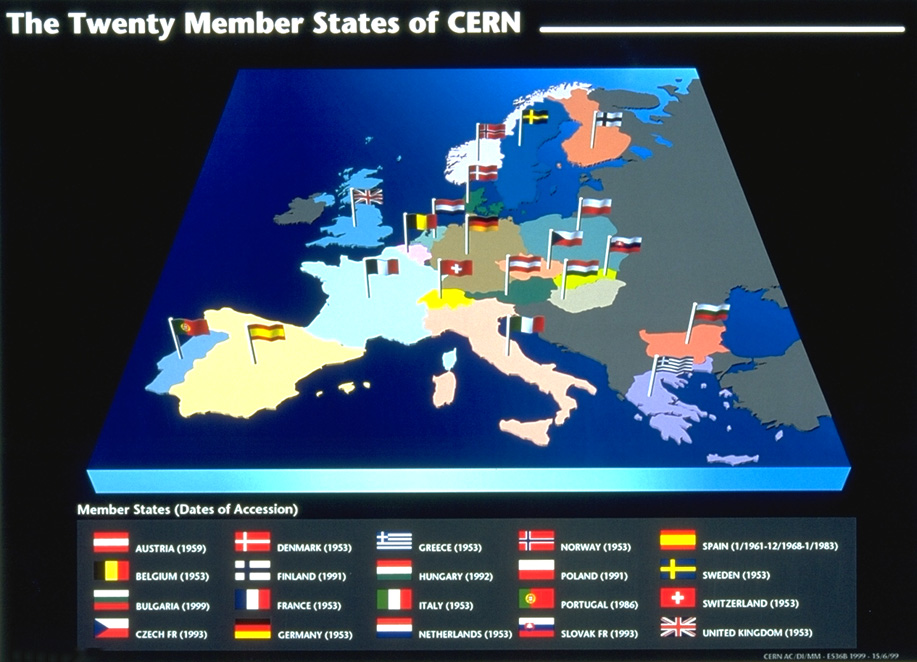 The Twenty Member States of CERN
Member States (Dates of Accession)
AUSTRIA (1959)
BELGIUM (1953)
BULGARIA (1999)
CZECH FR (1993)
DENMARK (1953)
FINLAND (1991)
FRANCE (1953)
GERMANY (1953)
GREECE (1953)
HUNGARY (1992)
ITALY (1953)
NETHERLANDS (1953)
NORWAY (1953)
POLAND (1991)
PORTUGAL (1986)
SLOVAK FR (1993)
SPAIN (1/1961-12/1968-1/1983)
SWEDEN (1953)
SWITZERLAND (1953)
UNITED KINGDOM (1953)
CERN AC/DI/MM - E536B 1999 - 15/6/99